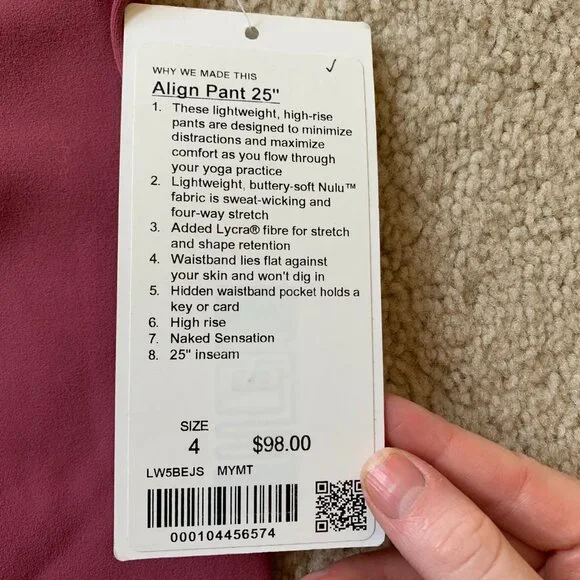 WHY WE MADE THIS
Align Pant 25"
1. These lightweight, high-rise
pants are designed to minimize
distractions and maximize
comfort as you flow through
your yoga practice
2. Lightweight, buttery-soft Nulu™
fabric is sweat-wicking and
four-way stretch
3. Added Lycra® fibre for stretch
and shape retention
4. Waistband lies flat against
your skin and won't dig in
5. Hidden waistband pocket holds a
key or card
6. High rise
7. Naked Sensation
8. 25" inseam
SIZE
4 $98.00
LW5BEJS MYMT
000104456574